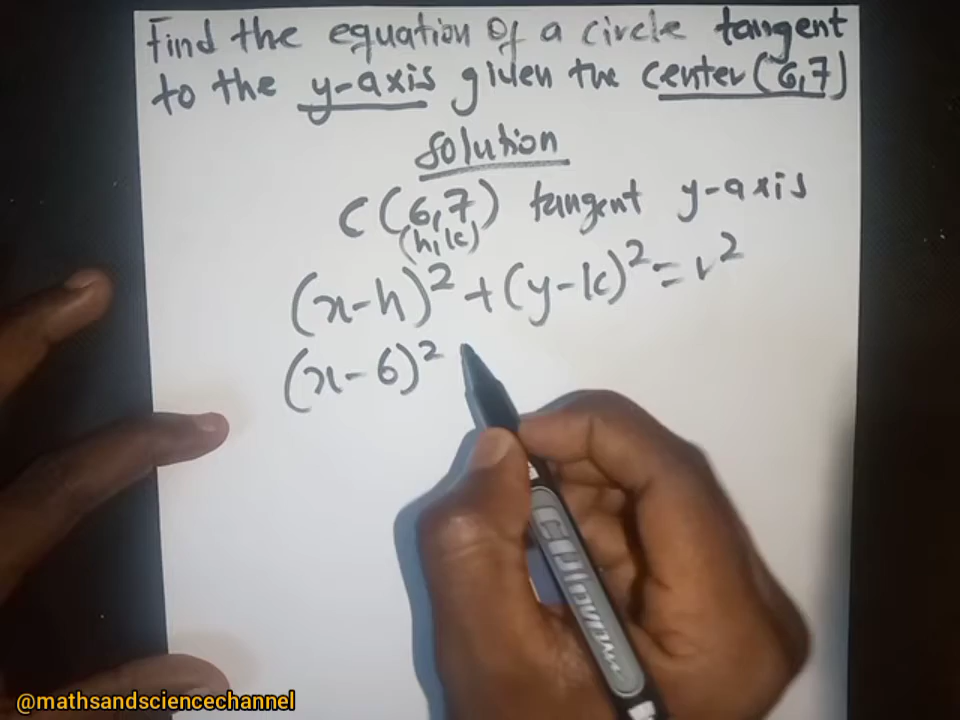 Find the equation of a circle tangent
to the y-axis given the center (6,7)
Solution
C(6,7) tangent y-axis
(h,k)
(x-h)² + (y-k)² = r²
(x-6)²
@mathsandsciencechannel